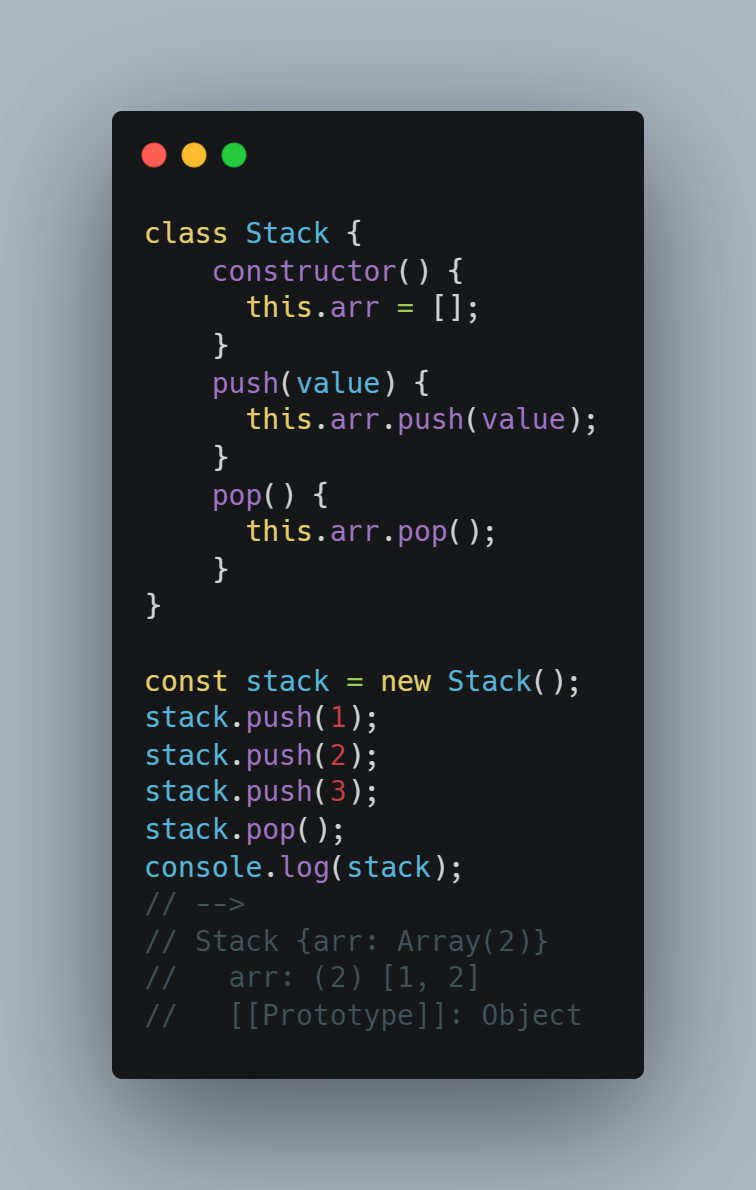 class Stack {
    constructor() {
      this.arr = [];
    }
    push(value) {
      this.arr.push(value);
    }
    pop() {
      this.arr.pop();
    }
}

const stack = new Stack();
stack.push(1);
stack.push(2);
stack.push(3);
stack.pop();
console.log(stack);
// -->
// Stack {arr: Array(2)}
//   arr: (2) [1, 2]
//   [[Prototype]]: Object